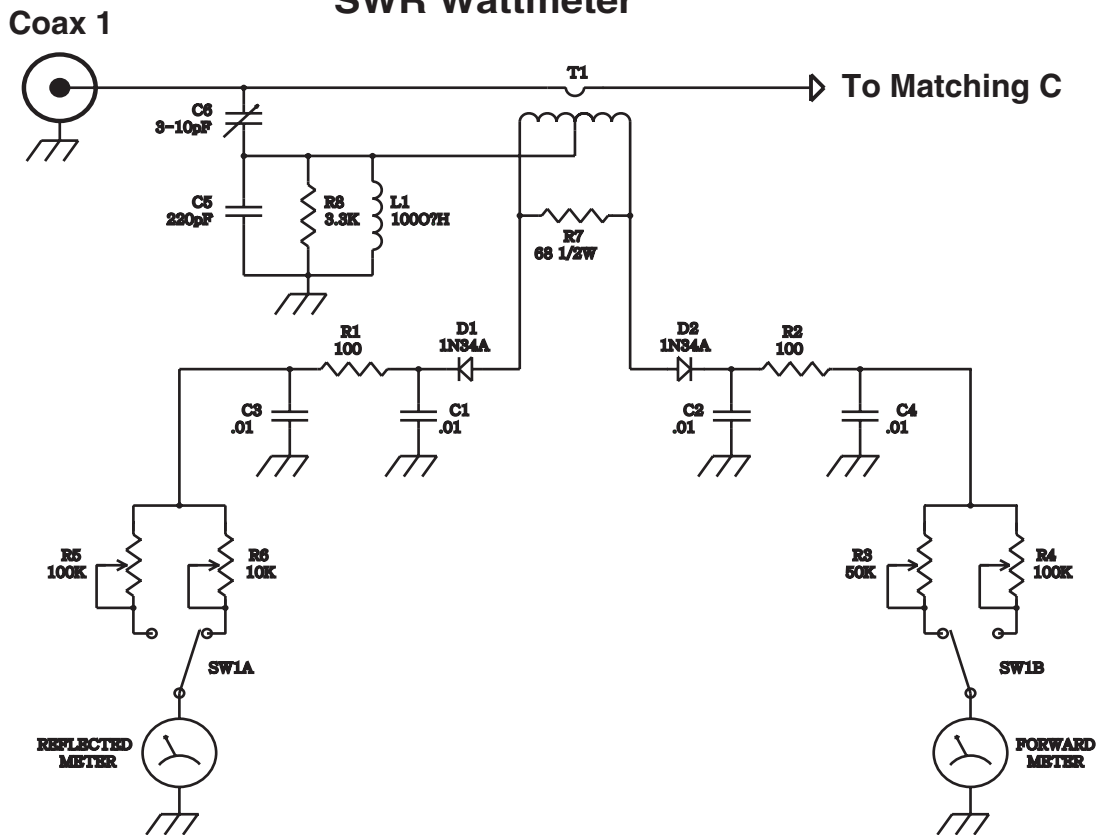 SWR Wattmeter
Coax 1
T1
To Matching C
C6
3-10pF
C5
220pF
R8
3.3K
L1
1000?H
R7
68 1/2W
R1
100
D1
1N34A
D2
1N34A
R2
100
C3
.01
C1
.01
C2
.01
C4
.01
R5
100K
R6
10K
R3
50K
R4
100K
SW1A
SW1B
REFLECTED
METER
FORWARD
METER